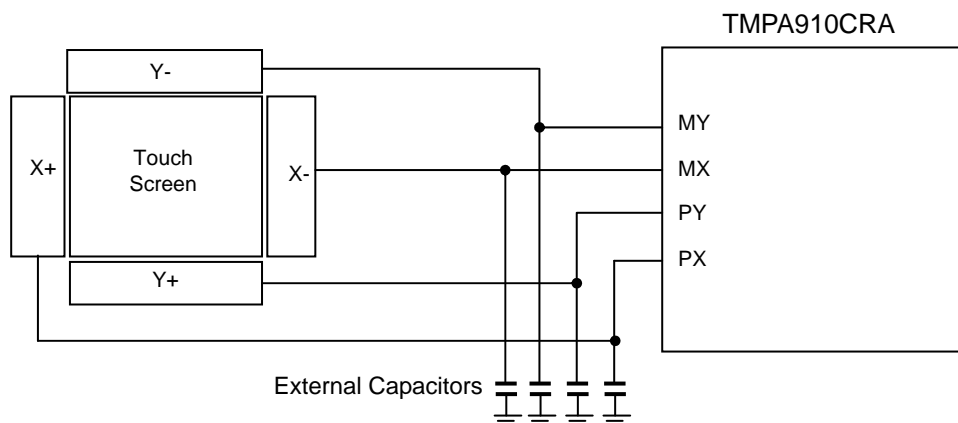 TMPA910CRA
Y-
MY
X+
Touch
Screen
X-
MX
PY
PX
Y+
External Capacitors